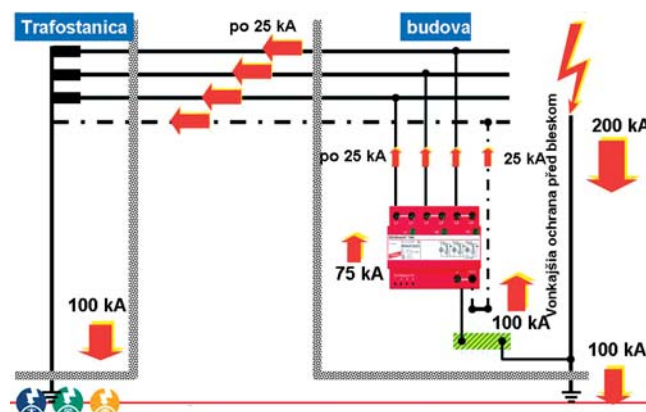 Trafostanica
po 25 kA
budova
po 25 kA
25 kA
200 kA
Vonkajšia ochrana před bleskom
75 kA
100 kA
100 kA
100 kA